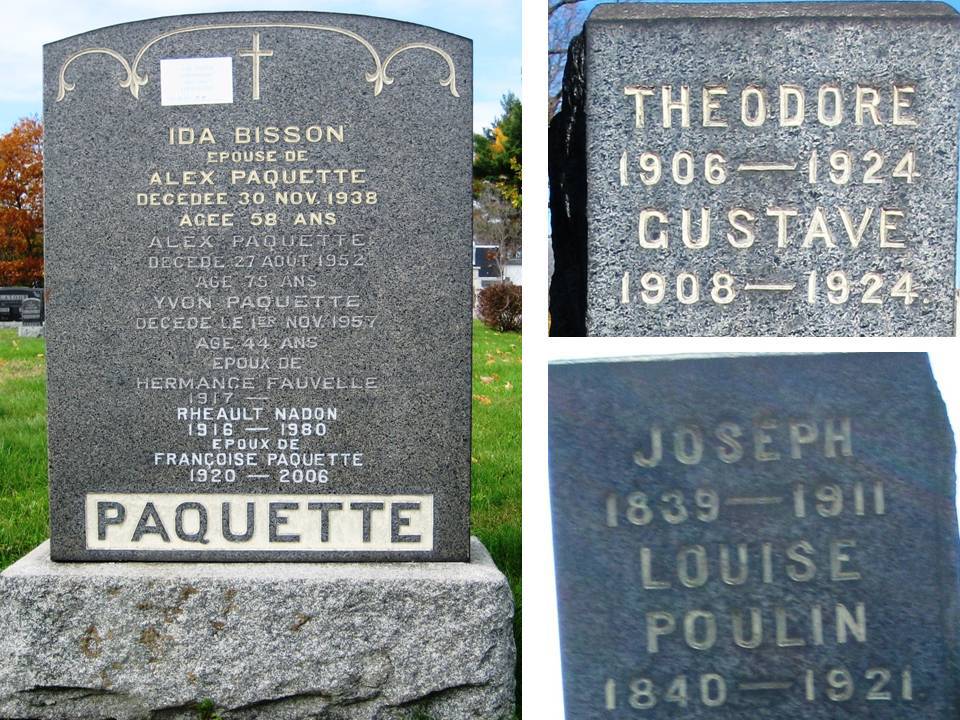 IDA BISSON
EPOUSE DE
ALEX PAQUETTE
DECEDEE 30 NOV. 1938
AGEE 58 ANS
ALEX PAQUETTE
DECEDE 27 AOUT 1952
AGE 75 ANS
YVON PAQUETTE
DECEDE LE 1ER NOV. 1957
AGE 44 ANS
EPOUX DE
HERMANCE FAUVELLE
1917 —
RHEAULT NADON
1916 — 1980
EPOUX DE
FRANÇOISE PAQUETTE
1920 — 2006
PAQUETTE
THEODORE
1906 — 1924
GUSTAVE
1908 — 1924.
JOSEPH
1839 — 1911
LOUISE
POULIN
1840 — 1921.